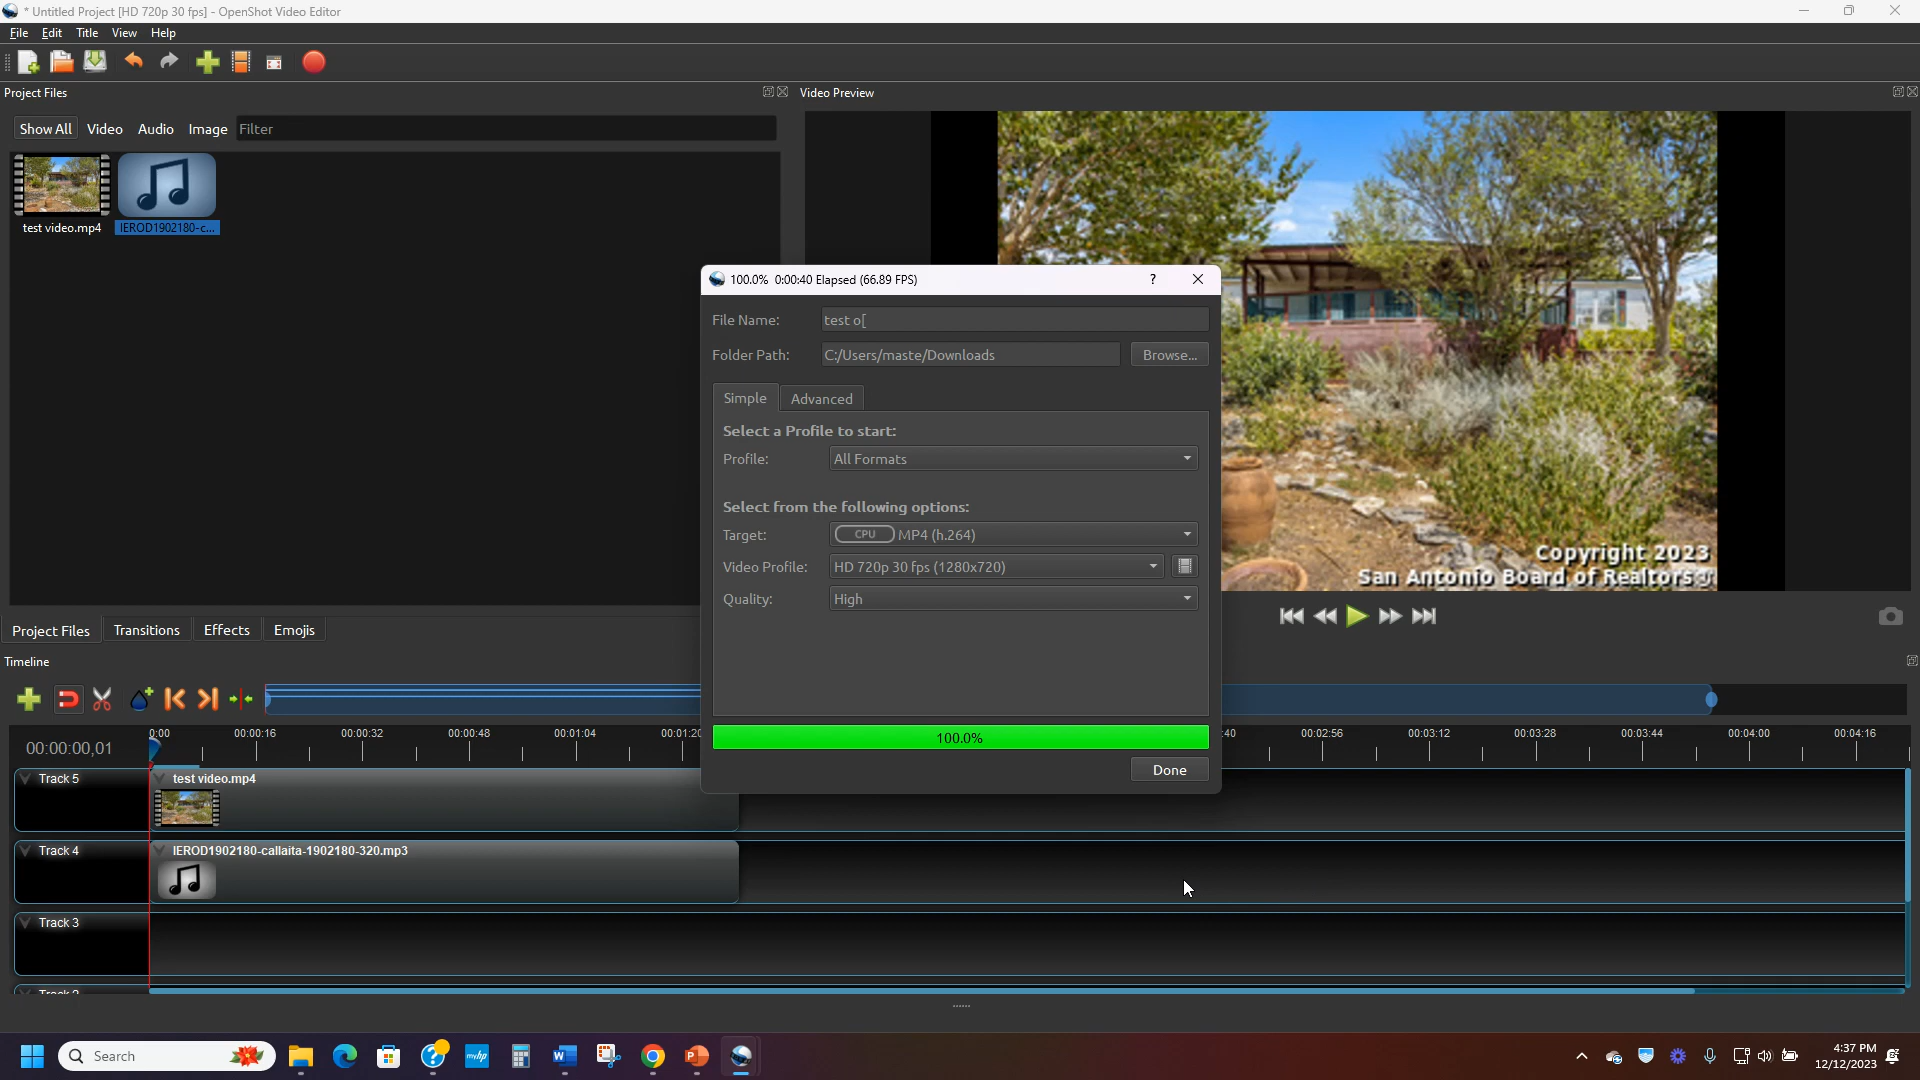 * Untitled Project [HD 720p 30 fps] - OpenShot Video Editor
File Edit Title View Help
Project Files
Video Preview
Show All Video Audio Image Filter
test video.mp4 IEROD1902180-c...
Copyright 2023
San Antonio Board of Realtors
100.0% 0:00:40 Elapsed (66.89 FPS) ?
File Name: test o[
Folder Path: C:/Users/maste/Downloads Browse...
Simple Advanced
Select a Profile to start:
Profile: All Formats
Select from the following options:
Target: CPU MP4 (h.264)
Video Profile: HD 720p 30 fps (1280x720)
Quality: High
100.0%
Done
Project Files Transitions Effects Emojis
Timeline
00:00:00,01
0:00 00:00:16 00:00:32 00:00:48 00:01:04 00:01:20 :40 00:02:56 00:03:12 00:03:28 00:03:44 00:04:00 00:04:16
Track 5 test video.mp4
Track 4 IEROD1902180-callaita-1902180-320.mp3
Track 3
Track 2
Search
myhp
4:37 PM
12/12/2023